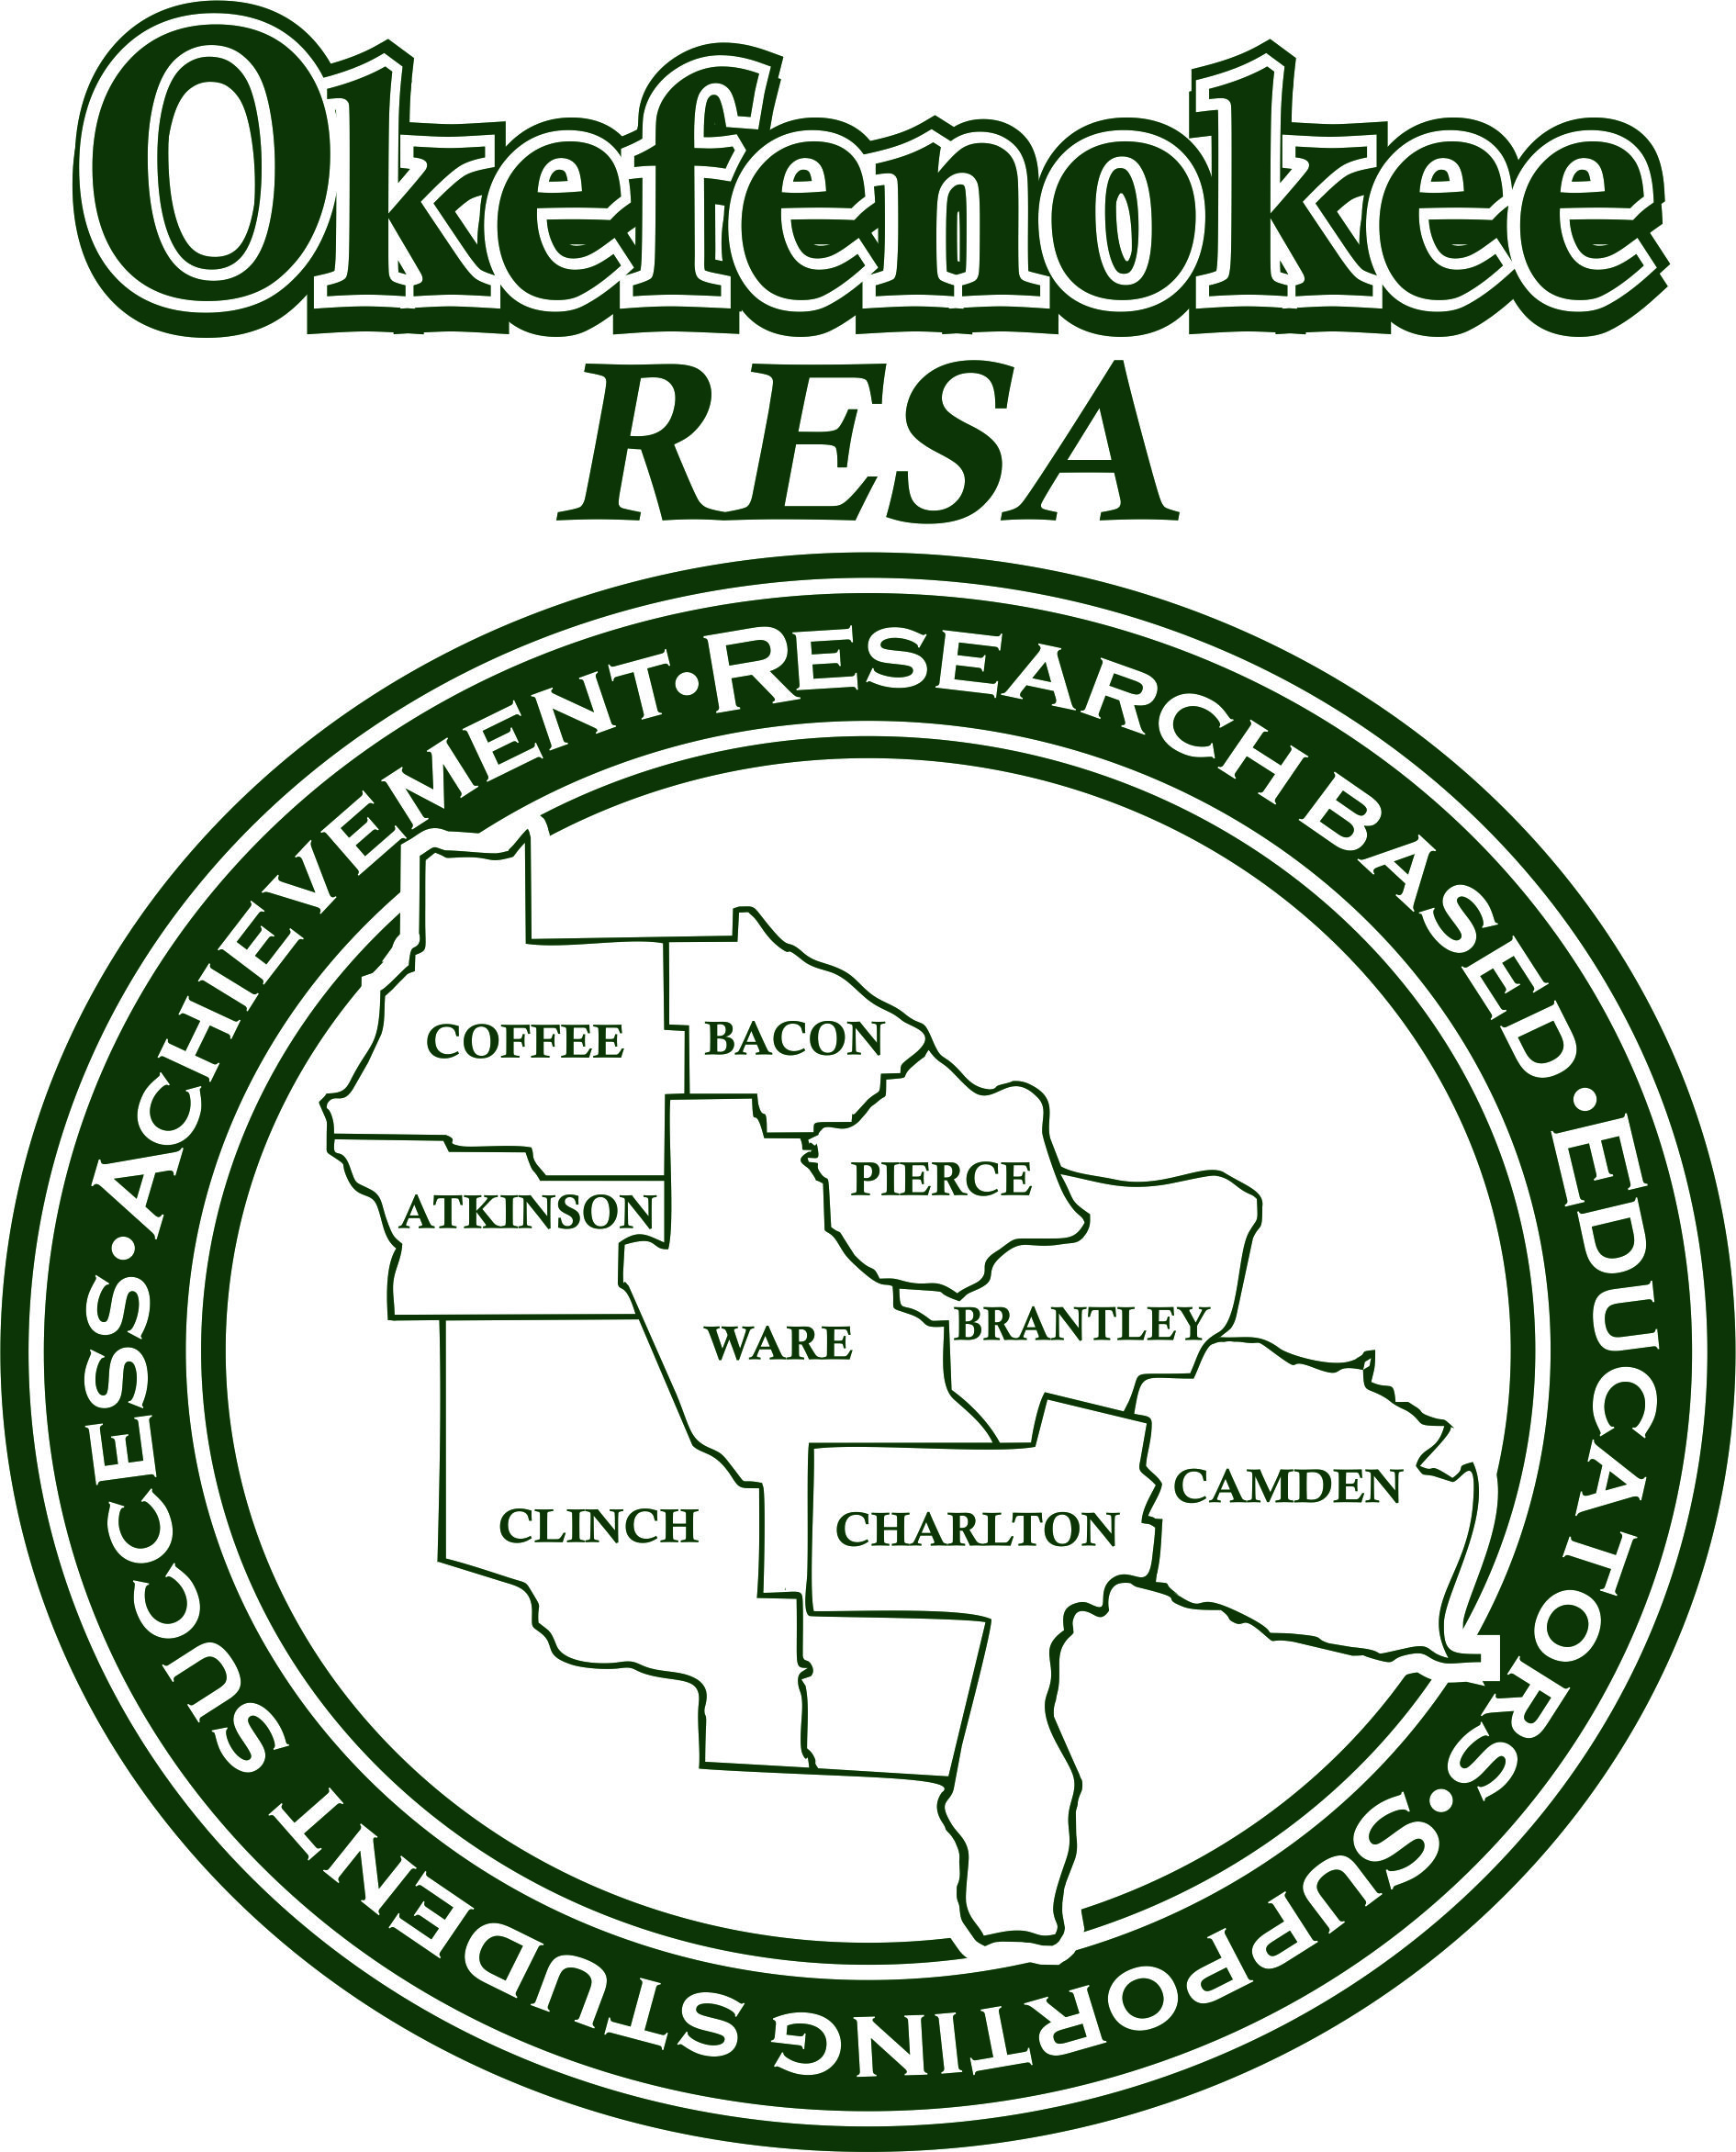 Okefenokee
RESA
ACHIEVEMENT • RESEARCH BASED • EDUCATORS • SUPPORTING STUDENT SUCCESS •
COFFEE
BACON
ATKINSON
PIERCE
WARE
BRANTLEY
CLINCH
CHARLTON
CAMDEN